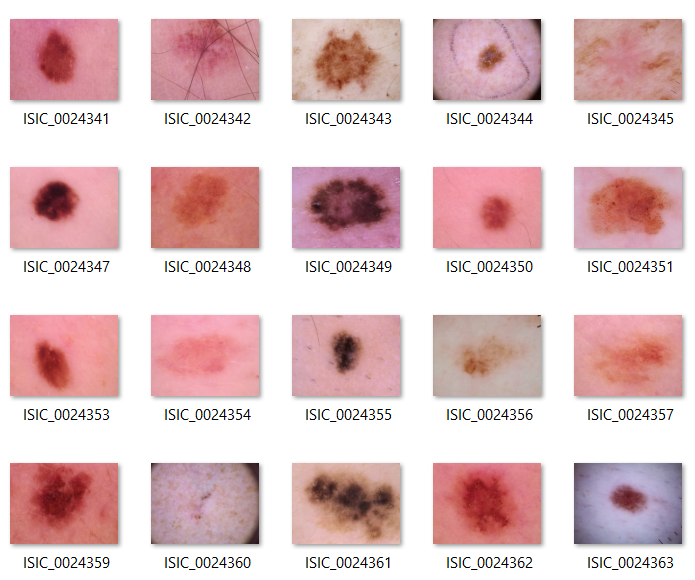 ISIC_0024341 ISIC_0024342 ISIC_0024343 ISIC_0024344 ISIC_0024345
ISIC_0024347 ISIC_0024348 ISIC_0024349 ISIC_0024350 ISIC_0024351
ISIC_0024353 ISIC_0024354 ISIC_0024355 ISIC_0024356 ISIC_0024357
ISIC_0024359 ISIC_0024360 ISIC_0024361 ISIC_0024362 ISIC_0024363